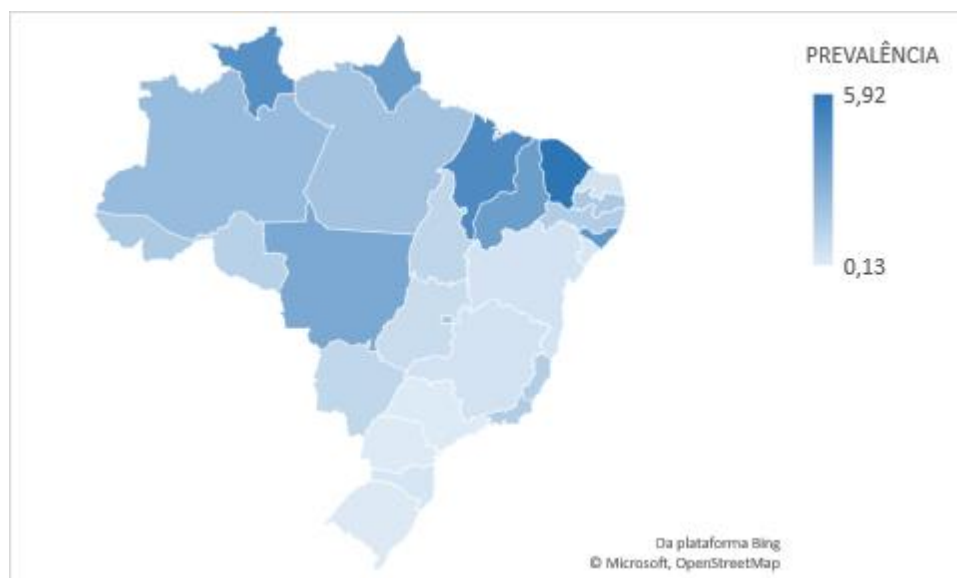 PREVALÊNCIA
5,92
0,13
Da plataforma Bing
© Microsoft, OpenStreetMap